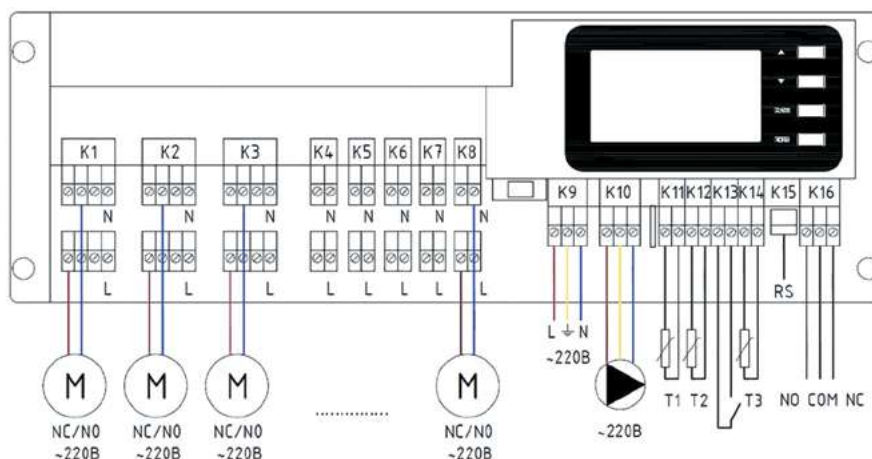 K1 K2 K3 K4 K5 K6 K7 K8
K9 K10 K11 K12 K13 K14 K15 K16
N N N N N N N N
L L L L L L L L
RS
L N
~220В
~220В
T1 T2 T3
NO COM NC
M M M M
NC/NO NC/NO NC/NO NC/NO
~220В ~220В ~220В ~220В